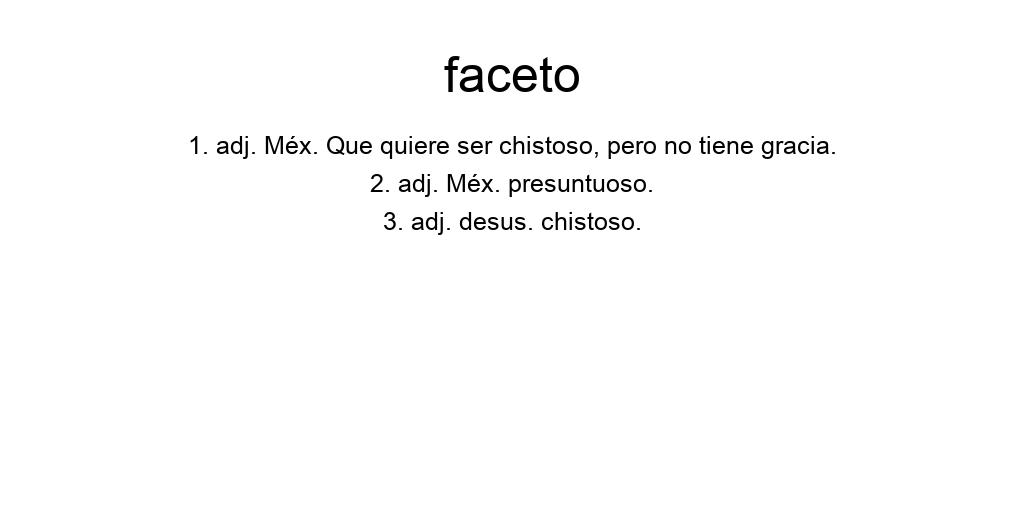 faceto
1. adj. Méx. Que quiere ser chistoso, pero no tiene gracia.
2. adj. Méx. presuntuoso.
3. adj. desus. chistoso.